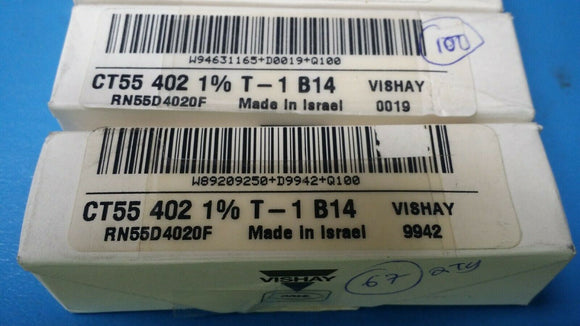 100
W94631165+D0019+Q100
CT55 402 1% T-1 B14 VISHAY
RN55D4020F Made in Israel 0019
W89209250+D9942+Q100
CT55 402 1% T-1 B14 VISHAY
RN55D4020F Made in Israel 9942
VISHAY
67 QTY